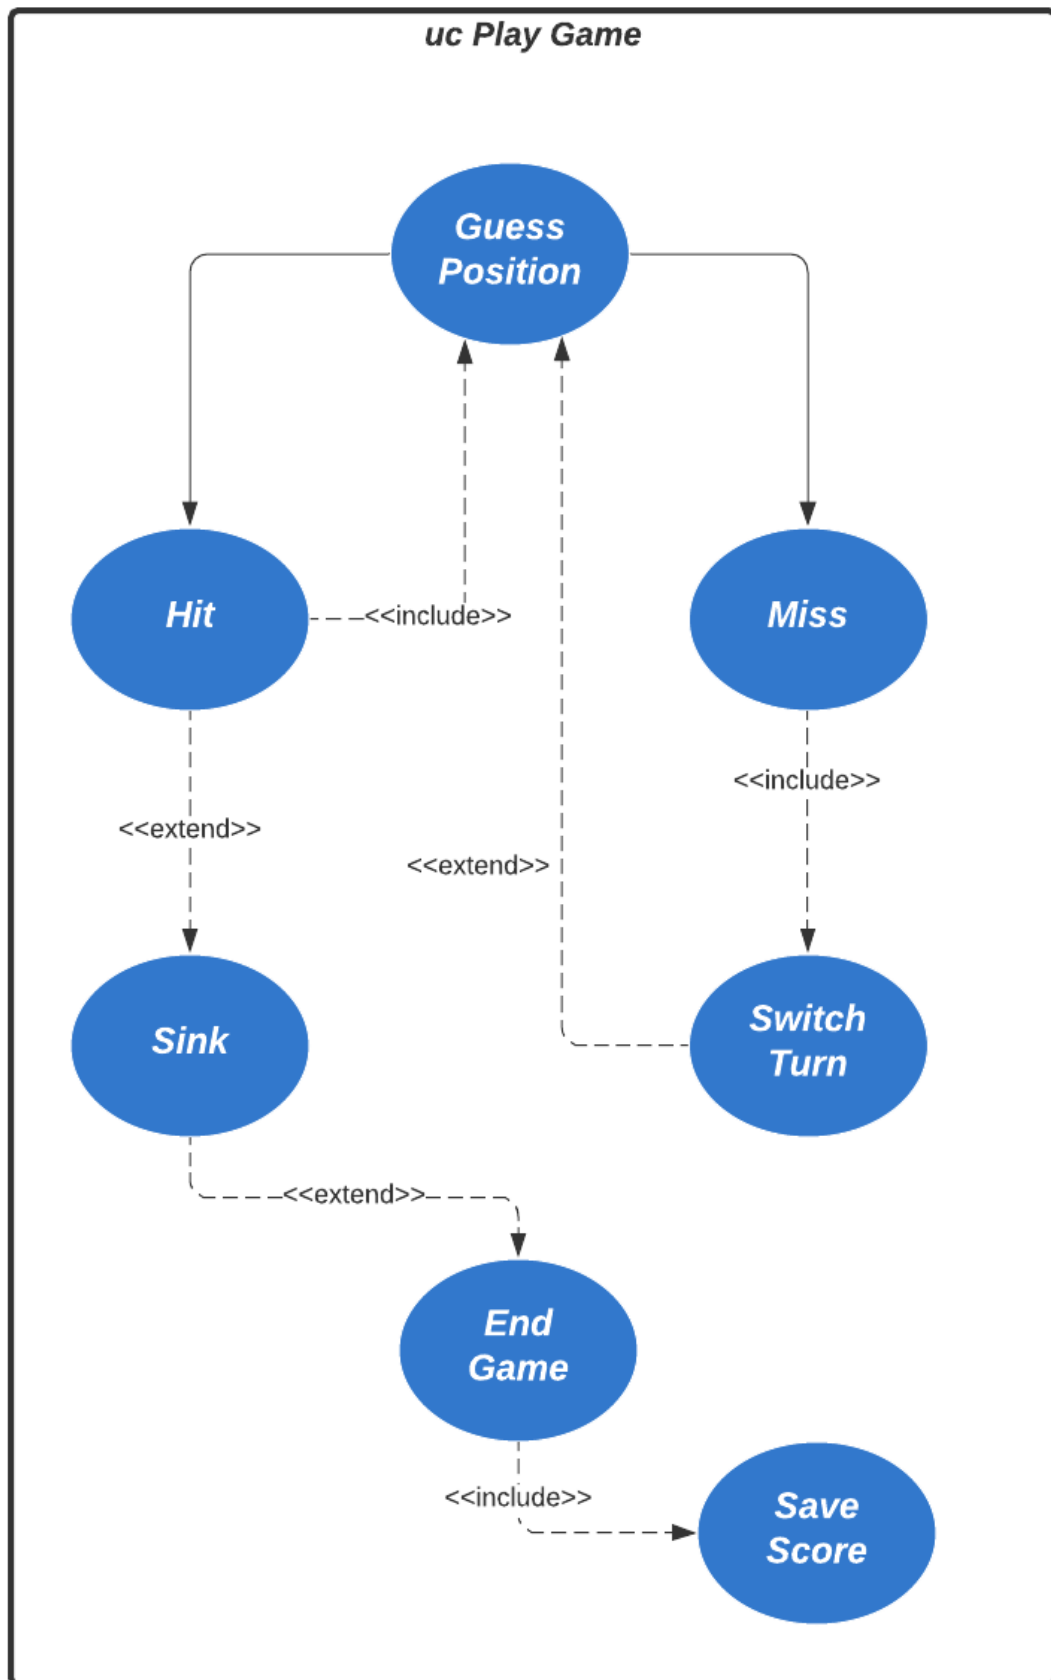 uc Play Game
Guess
Position
Hit
<<include>>
Miss
<<include>>
<<extend>>
<<extend>>
Sink
Switch
Turn
<<extend>>
End
Game
<<include>>
Save
Score